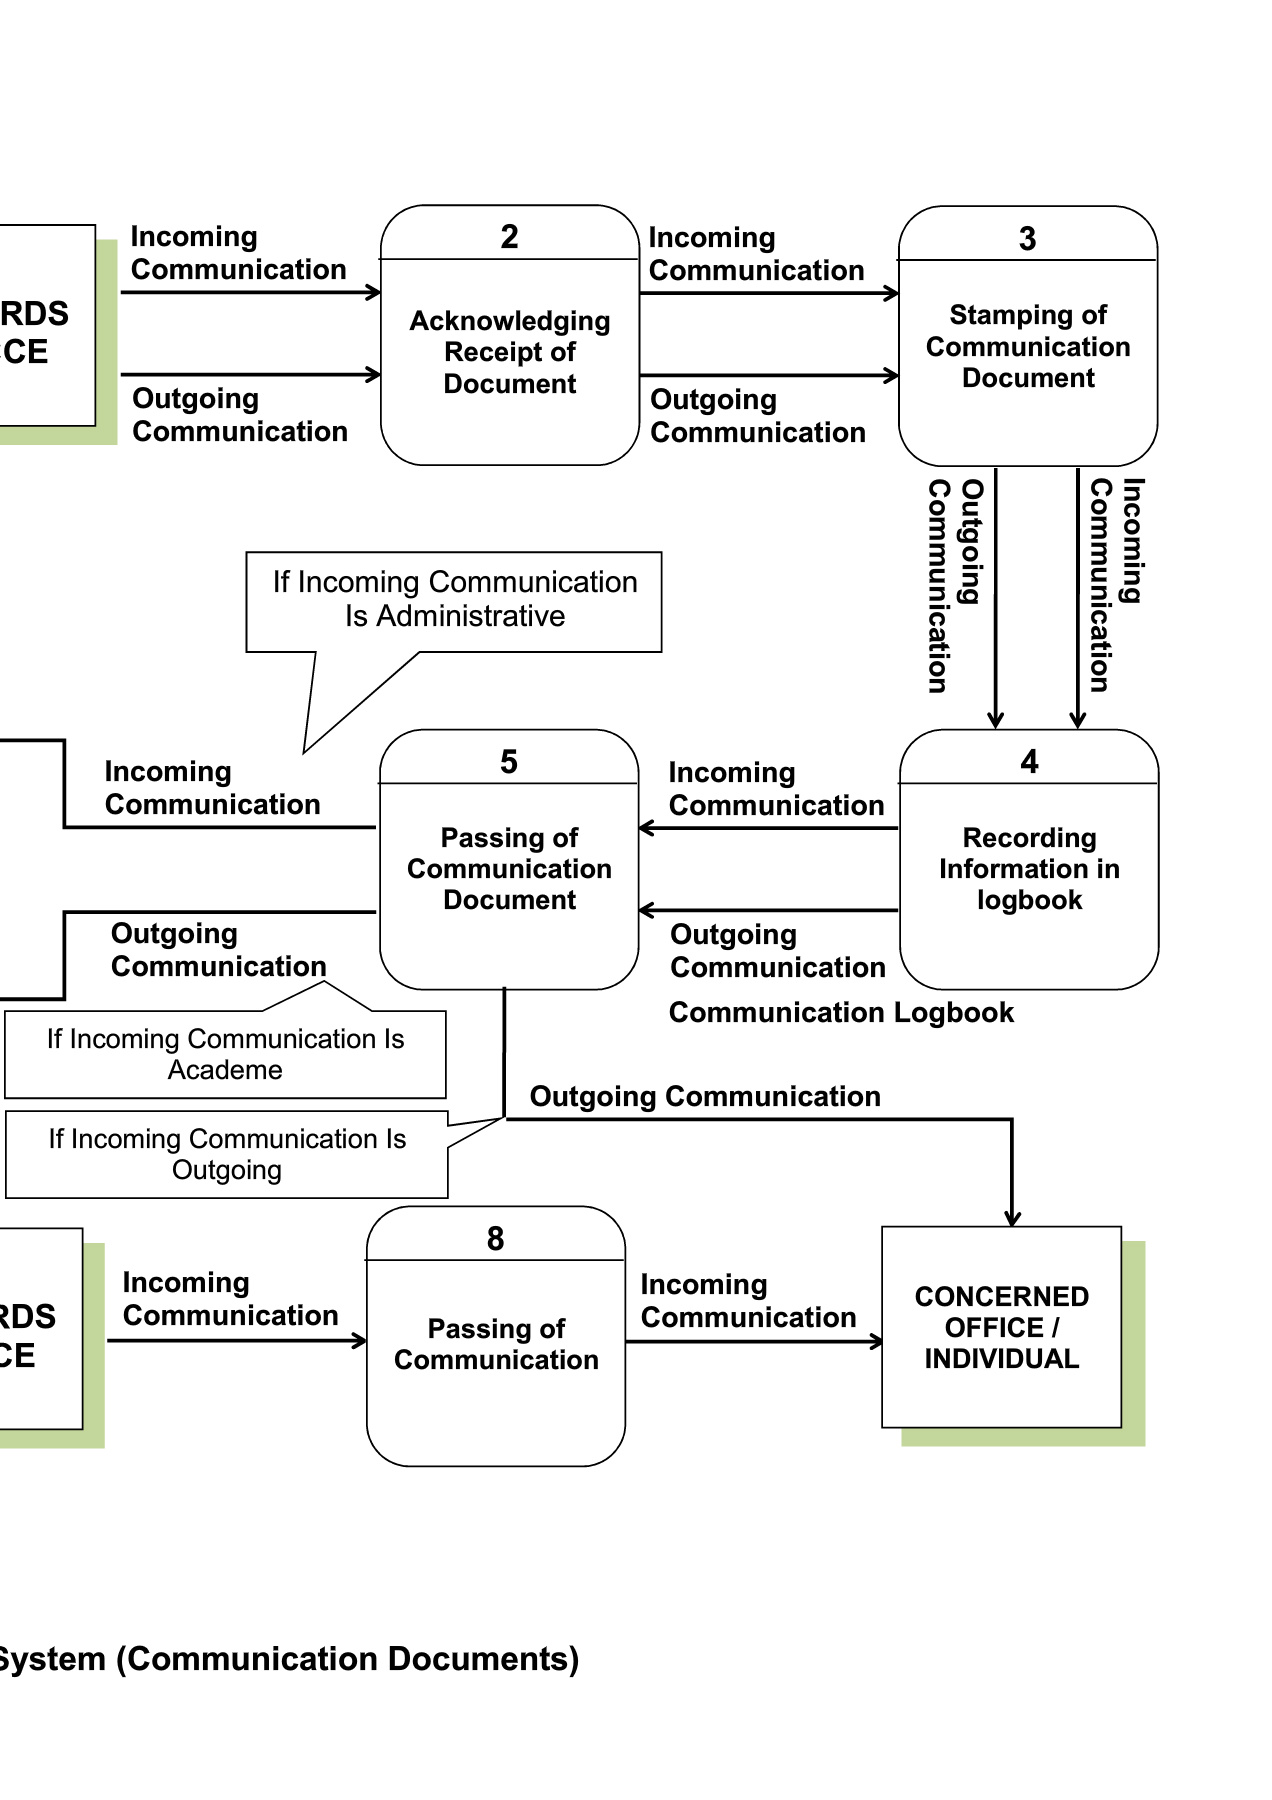 Incoming
Communication
RDS
CE
Outgoing
Communication
2
Acknowledging
Receipt of
Document
Incoming
Communication
Outgoing
Communication
3
Stamping of
Communication
Document
Outgoing
Communication
Incoming
Communication
If Incoming Communication
Is Administrative
Incoming
Communication
Outgoing
Communication
5
Passing of
Communication
Document
Incoming
Communication
Outgoing
Communication
Communication Logbook
4
Recording
Information in
logbook
If Incoming Communication Is
Academe
If Incoming Communication Is
Outgoing
Outgoing Communication
RDS
CE
Incoming
Communication
8
Passing of
Communication
Incoming
Communication
CONCERNED
OFFICE /
INDIVIDUAL
System (Communication Documents)